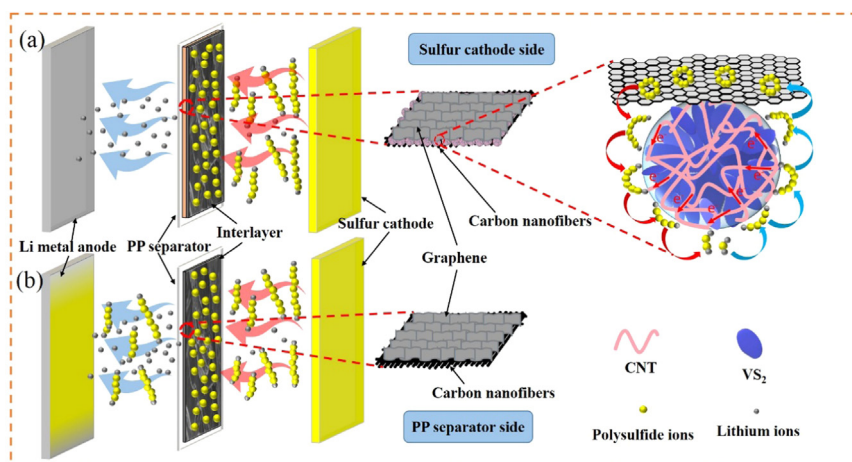 (a)
Sulfur cathode side
e
e
e
e
e
e
Carbon nanofibers
Sulfur cathode
Interlayer
PP separator
Li metal anode
Graphene
(b)
Carbon nanofibers
PP separator side
CNT
VS₂
Polysulfide ions
Lithium ions